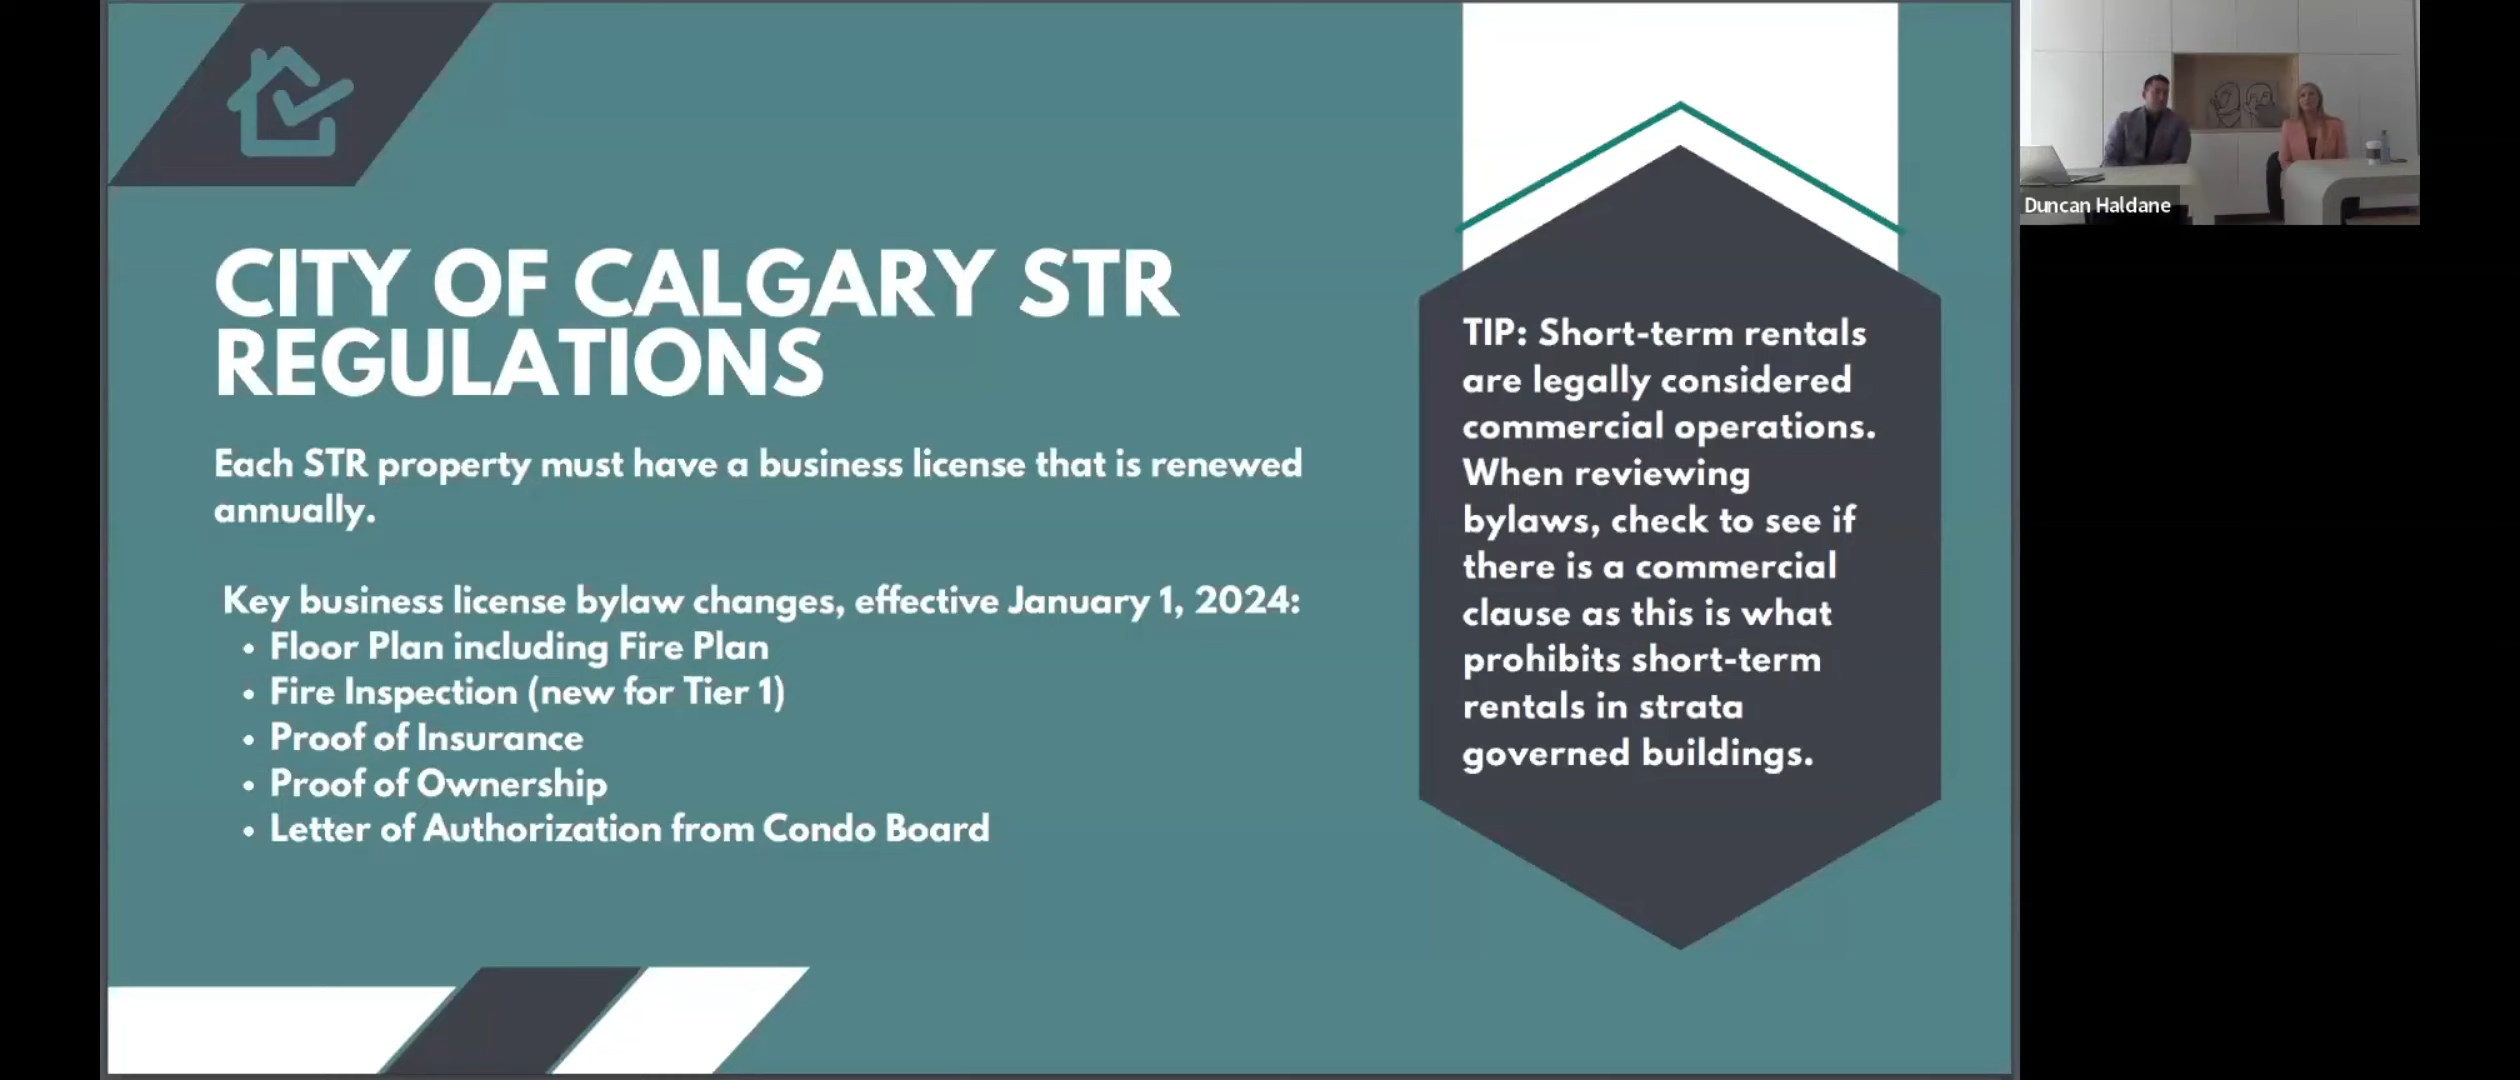 CITY OF CALGARY STR
REGULATIONS
Each STR property must have a business license that is renewed
annually.
Key business license bylaw changes, effective January 1, 2024:
• Floor Plan including Fire Plan
• Fire Inspection (new for Tier 1)
• Proof of Insurance
• Proof of Ownership
• Letter of Authorization from Condo Board
TIP: Short-term rentals
are legally considered
commercial operations.
When reviewing
bylaws, check to see if
there is a commercial
clause as this is what
prohibits short-term
rentals in strata
governed buildings.
Duncan Haldane